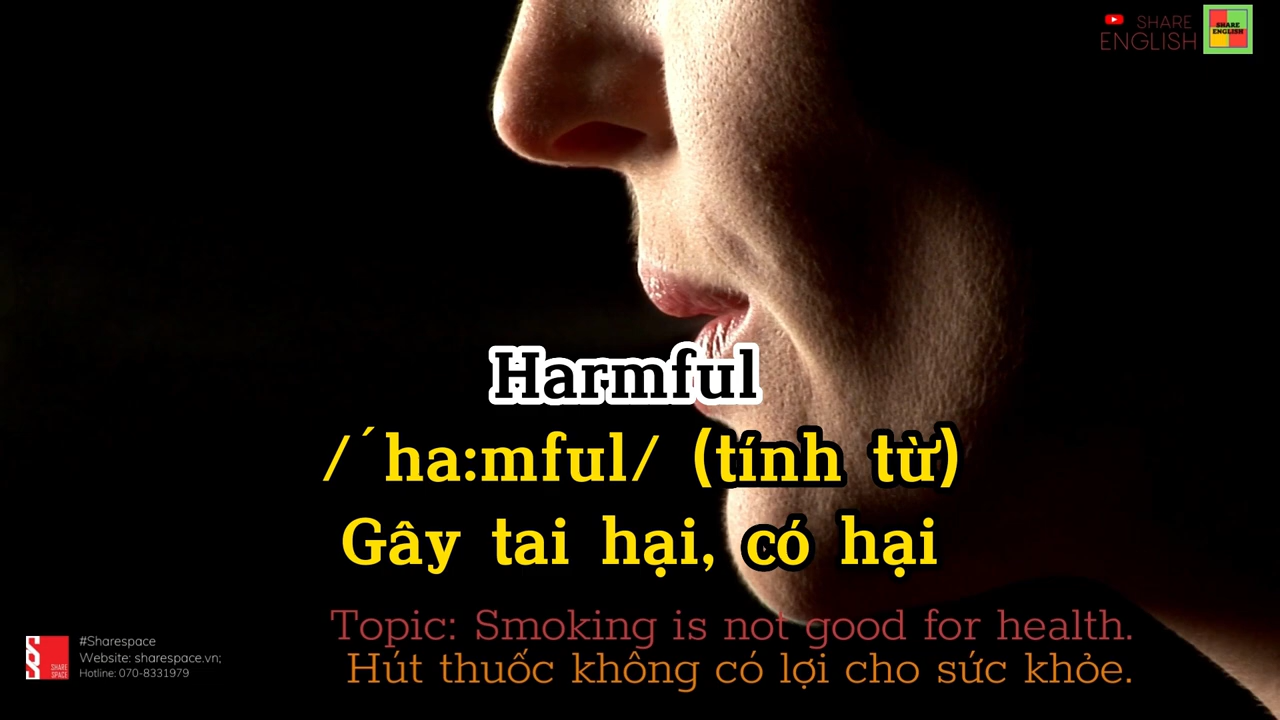 SHARE
ENGLISH
SHARE
ENGLISH
Harmful
/´ha:mful/ (tính từ)
Gây tai hại, có hại
Topic: Smoking is not good for health.
Hút thuốc không có lợi cho sức khỏe.
#Sharespace
Website: sharespace.vn;
Hotline: 070-8331979
SHARE
SPACE